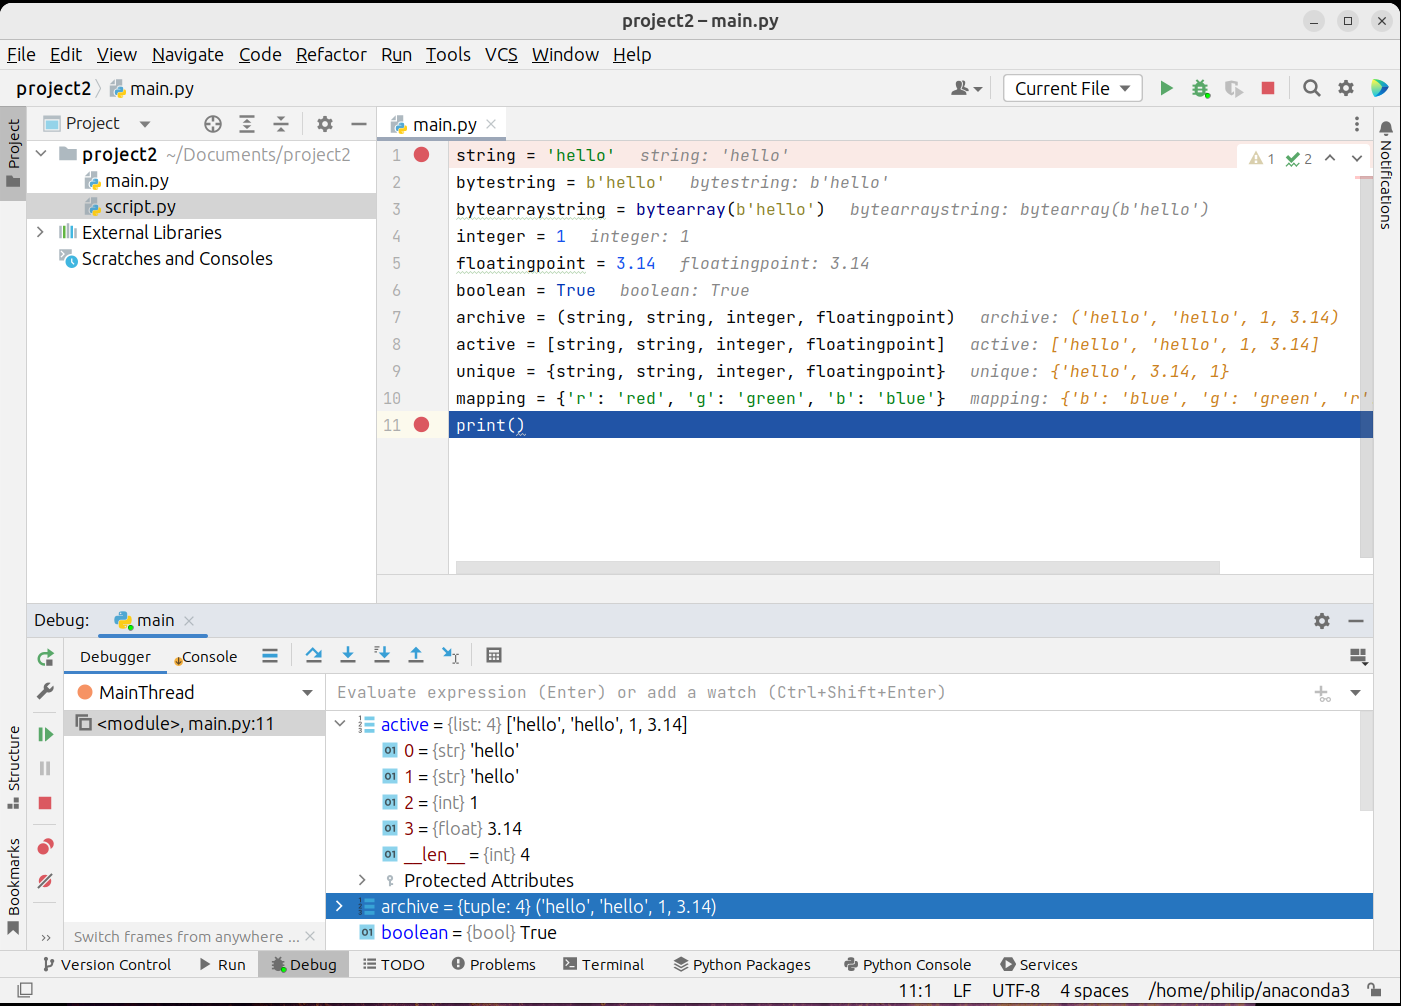 project2 – main.py
File Edit View Navigate Code Refactor Run Tools VCS Window Help
project2 main.py Current File
Project
main.py
Project
project2 ~/Documents/project2
main.py
script.py
External Libraries
Scratches and Consoles
1 string = 'hello' string: 'hello'
1 2
2 bytestring = b'hello' bytestring: b'hello'
3 bytearraystring = bytearray(b'hello') bytearraystring: bytearray(b'hello')
4 integer = 1 integer: 1
5 floatingpoint = 3.14 floatingpoint: 3.14
6 boolean = True boolean: True
7 archive = (string, string, integer, floatingpoint) archive: ('hello', 'hello', 1, 3.14)
8 active = [string, string, integer, floatingpoint] active: ['hello', 'hello', 1, 3.14]
9 unique = {string, string, integer, floatingpoint} unique: {'hello', 3.14, 1}
10 mapping = {'r': 'red', 'g': 'green', 'b': 'blue'} mapping: {'b': 'blue', 'g': 'green', 'r'
11 print()
Notifications
Debug: main
Debugger Console
MainThread
Evaluate expression (Enter) or add a watch (Ctrl+Shift+Enter)
<module>, main.py:11
active = {list: 4} ['hello', 'hello', 1, 3.14]
01 0 = {str} 'hello'
01 1 = {str} 'hello'
01 2 = {int} 1
01 3 = {float} 3.14
01 __len__ = {int} 4
Protected Attributes
archive = {tuple: 4} ('hello', 'hello', 1, 3.14)
01 boolean = {bool} True
Switch frames from anywhere ...
Structure
Bookmarks
Version Control Run Debug TODO Problems Terminal Python Packages Python Console Services
11:1 LF UTF-8 4 spaces /home/philip/anaconda3